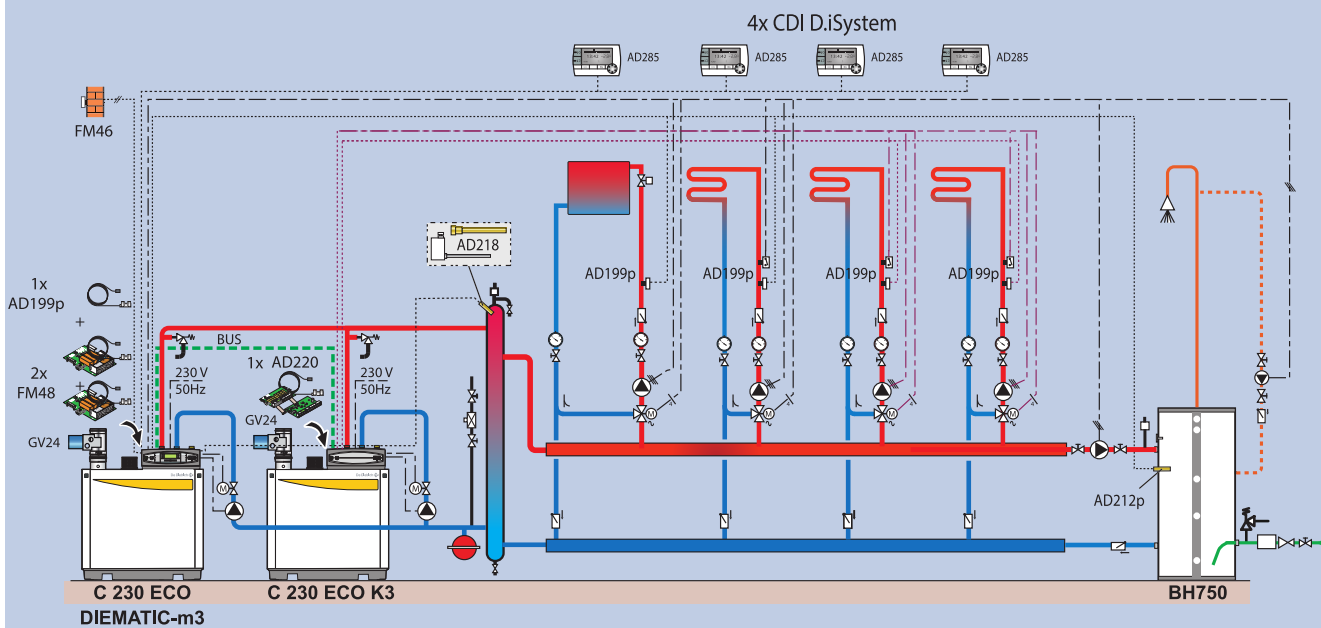 4x CDI D.iSystem
AD285
AD285
AD285
AD285
FM46
AD218
AD199p
AD199p
AD199p
AD199p
1x
AD199p
+
2x
FM48
+
BUS
230 V
50Hz
1x AD220
230 V
50Hz
GV24
GV24
M
M
M
M
M
M
AD212p
C 230 ECO
C 230 ECO K3
BH750
DIEMATIC-m3